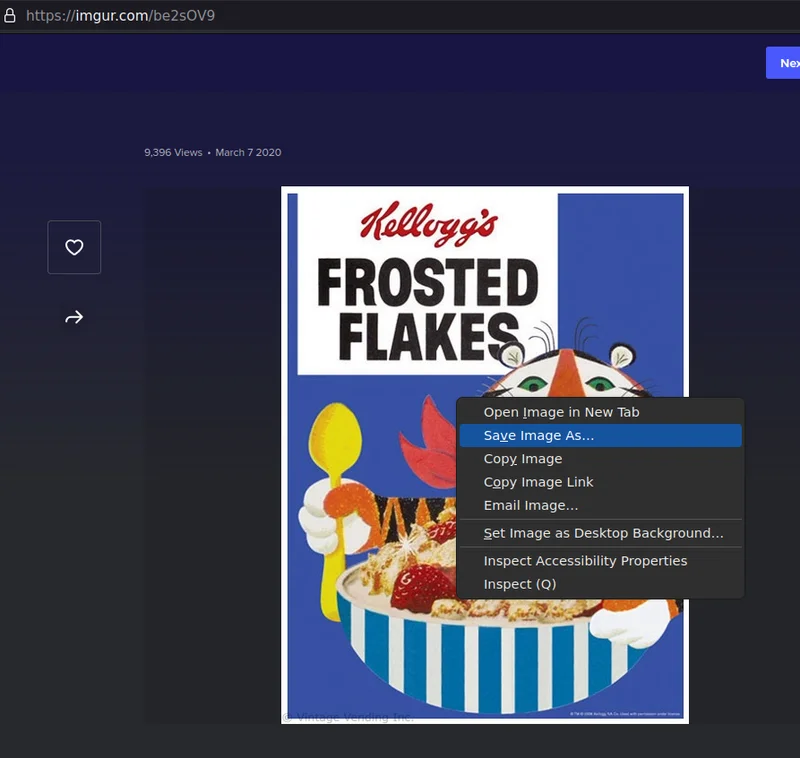 https://imgur.com/be2sOV9
9,396 Views • March 7 2020
Kellogg's
FROSTED
FLAKES
Open Image in New Tab
Save Image As…
Copy Image
Copy Image Link
Email Image…
Set Image as Desktop Background…
Inspect Accessibility Properties
Inspect (Q)
© Vintage Vending Inc.